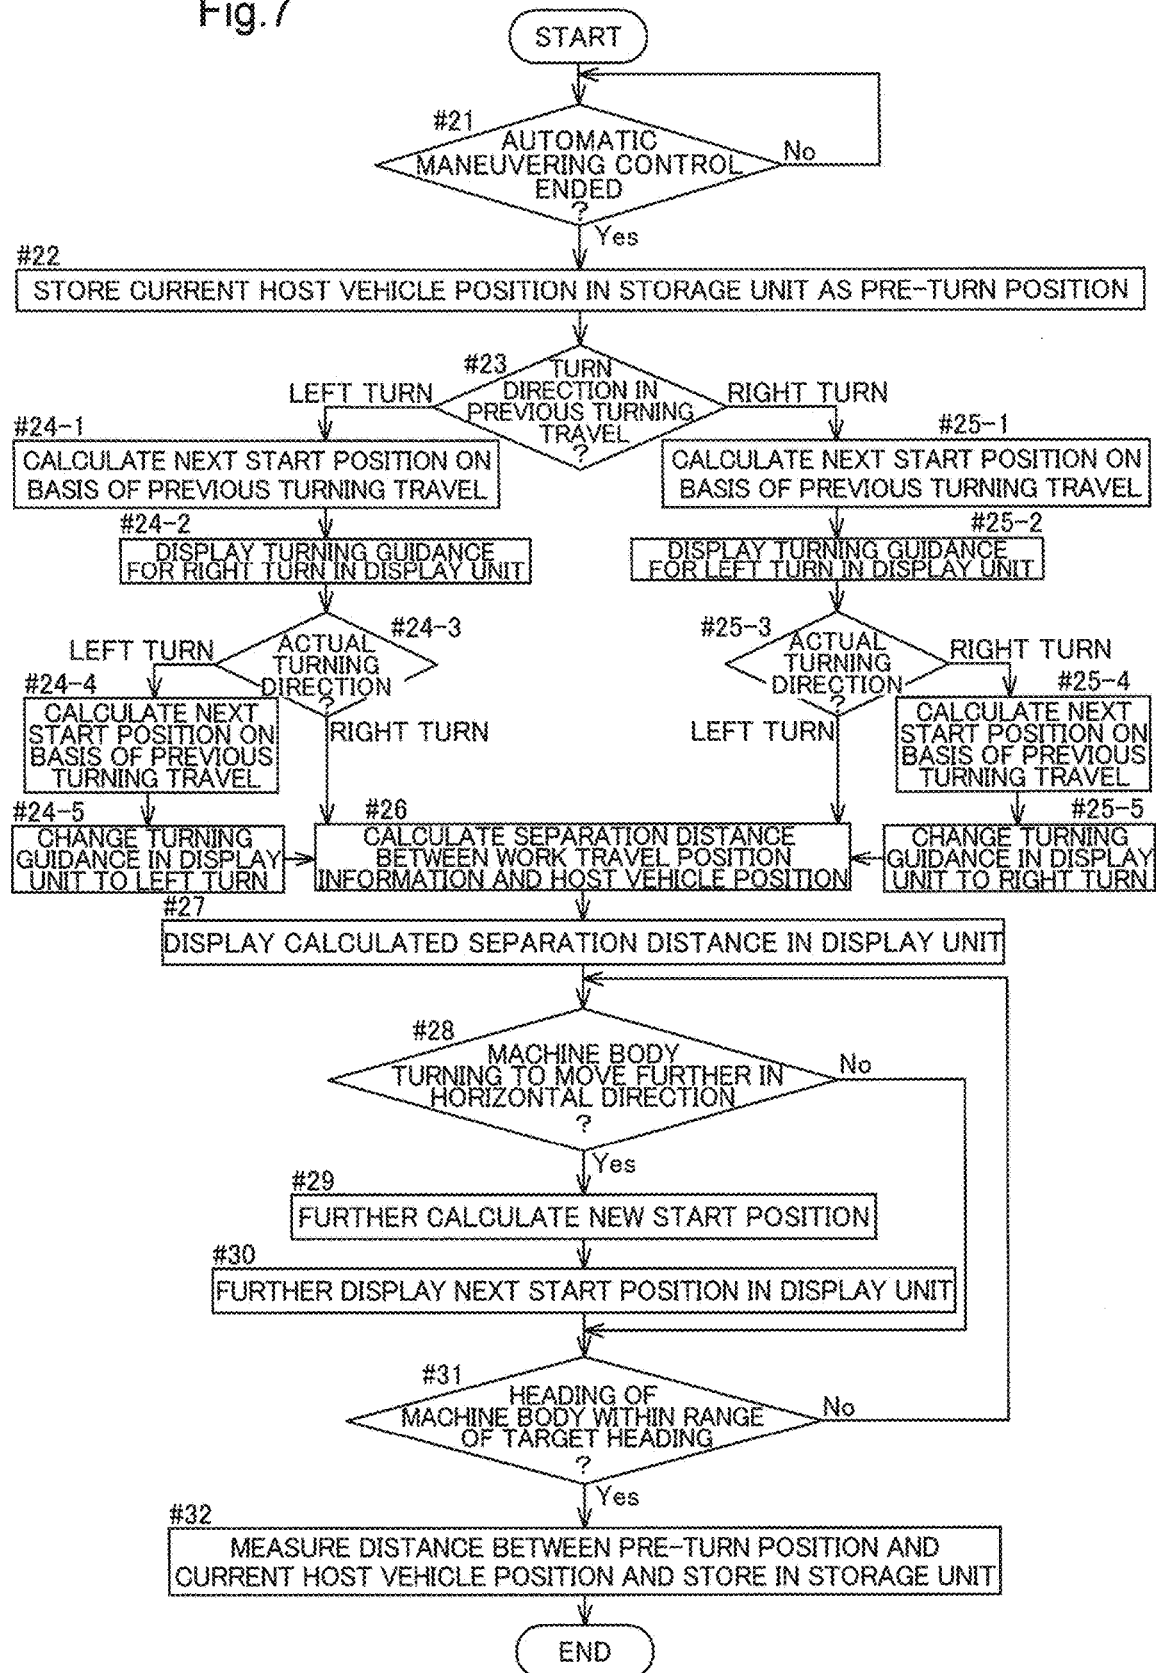 Fig.7
START
#21
AUTOMATIC
MANEUVERING CONTROL
ENDED
?
No
Yes
#22
STORE CURRENT HOST VEHICLE POSITION IN STORAGE UNIT AS PRE-TURN POSITION
#23
TURN
DIRECTION IN
PREVIOUS TURNING
TRAVEL
?
LEFT TURN
RIGHT TURN
#24-1
CALCULATE NEXT START POSITION ON
BASIS OF PREVIOUS TURNING TRAVEL
#25-1
CALCULATE NEXT START POSITION ON
BASIS OF PREVIOUS TURNING TRAVEL
#24-2
DISPLAY TURNING GUIDANCE
FOR RIGHT TURN IN DISPLAY UNIT
#25-2
DISPLAY TURNING GUIDANCE
FOR LEFT TURN IN DISPLAY UNIT
#24-3
ACTUAL
TURNING
DIRECTION
?
LEFT TURN
RIGHT TURN
#25-3
ACTUAL
TURNING
DIRECTION
?
RIGHT TURN
LEFT TURN
#24-4
CALCULATE NEXT
START POSITION ON
BASIS OF PREVIOUS
TURNING TRAVEL
#25-4
CALCULATE NEXT
START POSITION ON
BASIS OF PREVIOUS
TURNING TRAVEL
#24-5
CHANGE TURNING
GUIDANCE IN DISPLAY
UNIT TO LEFT TURN
#26
CALCULATE SEPARATION DISTANCE
BETWEEN WORK TRAVEL POSITION
INFORMATION AND HOST VEHICLE POSITION
#25-5
CHANGE TURNING
GUIDANCE IN DISPLAY
UNIT TO RIGHT TURN
#27
DISPLAY CALCULATED SEPARATION DISTANCE IN DISPLAY UNIT
#28
MACHINE BODY
TURNING TO MOVE FURTHER IN
HORIZONTAL DIRECTION
?
No
Yes
#29
FURTHER CALCULATE NEW START POSITION
#30
FURTHER DISPLAY NEXT START POSITION IN DISPLAY UNIT
#31
HEADING OF
MACHINE BODY WITHIN RANGE
OF TARGET HEADING
?
No
Yes
#32
MEASURE DISTANCE BETWEEN PRE-TURN POSITION AND
CURRENT HOST VEHICLE POSITION AND STORE IN STORAGE UNIT
END